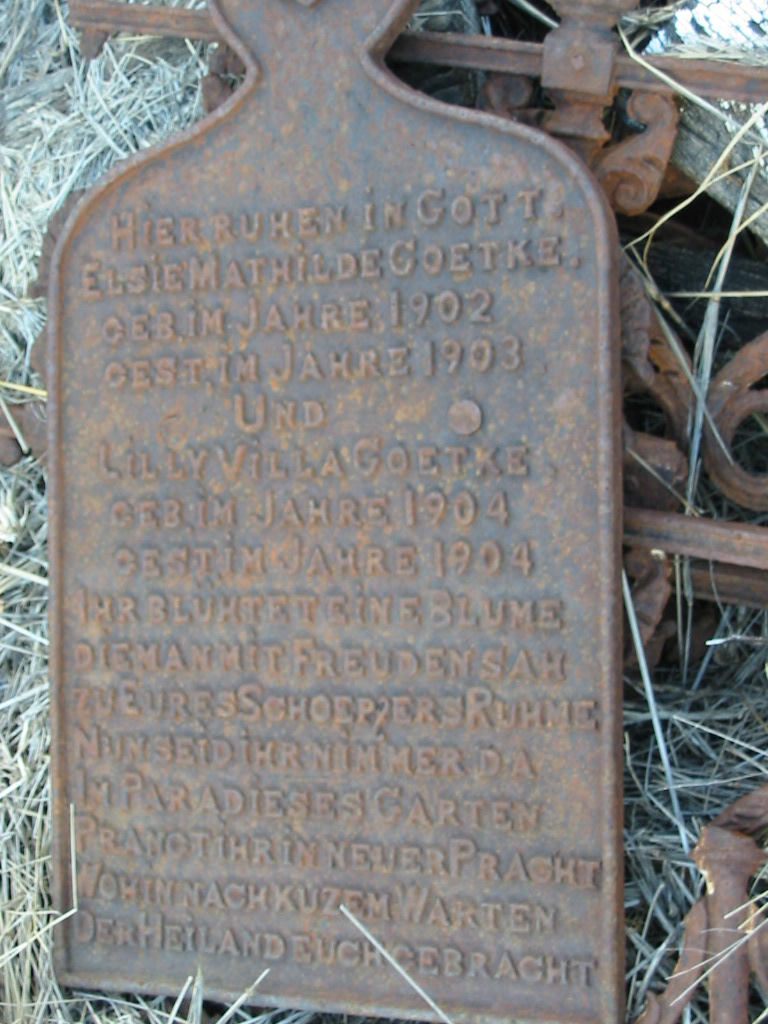 HIER RUHEN IN GOTT.
ELSIE MATHILDE GOETKE.
GEB. IM JAHRE 1902
GEST. IM JAHRE 1903.
UND
LILLY VILLA GOETKE.
GEB. IM JAHRE 1904
GEST IM JAHRE 1904
IHR BLUHTET EINE BLUME
DIE MAN MIT FREUDEN SAH
ZU EURES SCHOEPZERS RUHME
NUN SEID IHR NIMMER DA
IN PARADIESES GARTEN
PRANGT IHR IN NEUER PRACHT
WOHIN NACH KUZEM WARTEN
DER HEILAND EUCH GEBRACHT